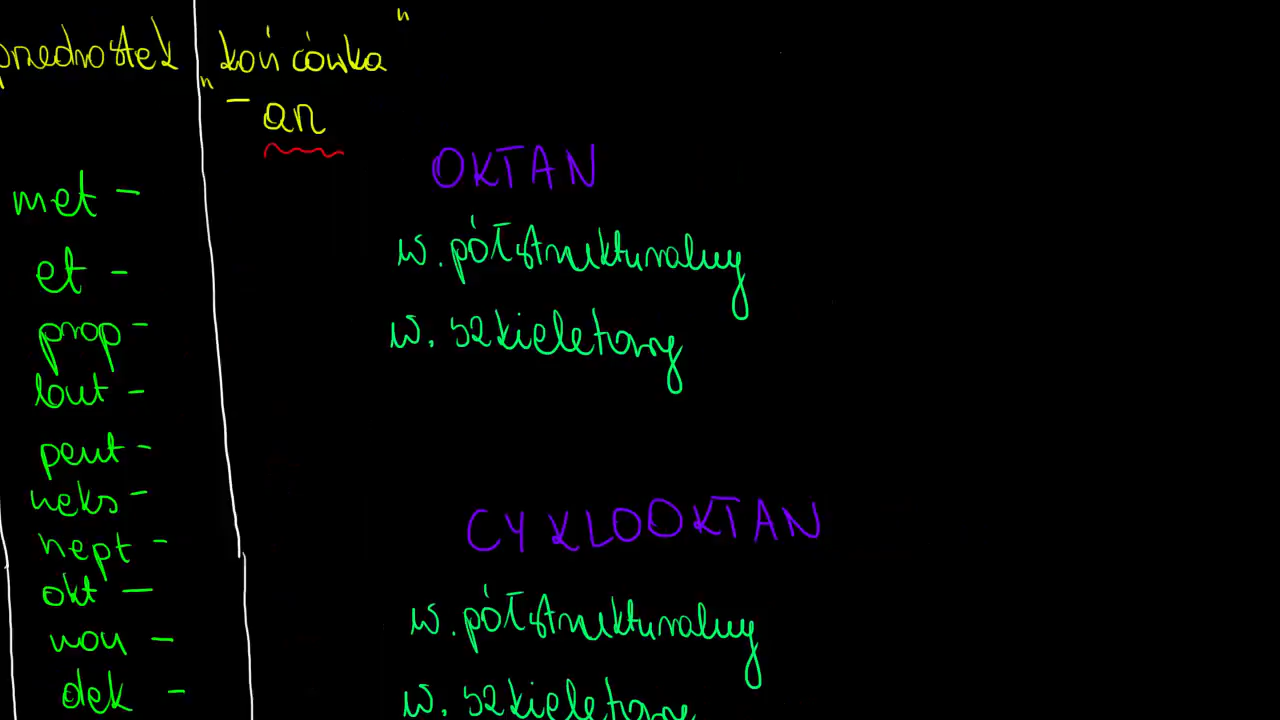 przedrostek
"końcówka"
- an
met -
et -
prop -
but -
pent -
heks -
hept -
okt -
non -
dek -
OKTAN
w. półstrukturalny
w. szkieletowy
CYKLOOKTAN
w. półstrukturalny
w. szkieletowy